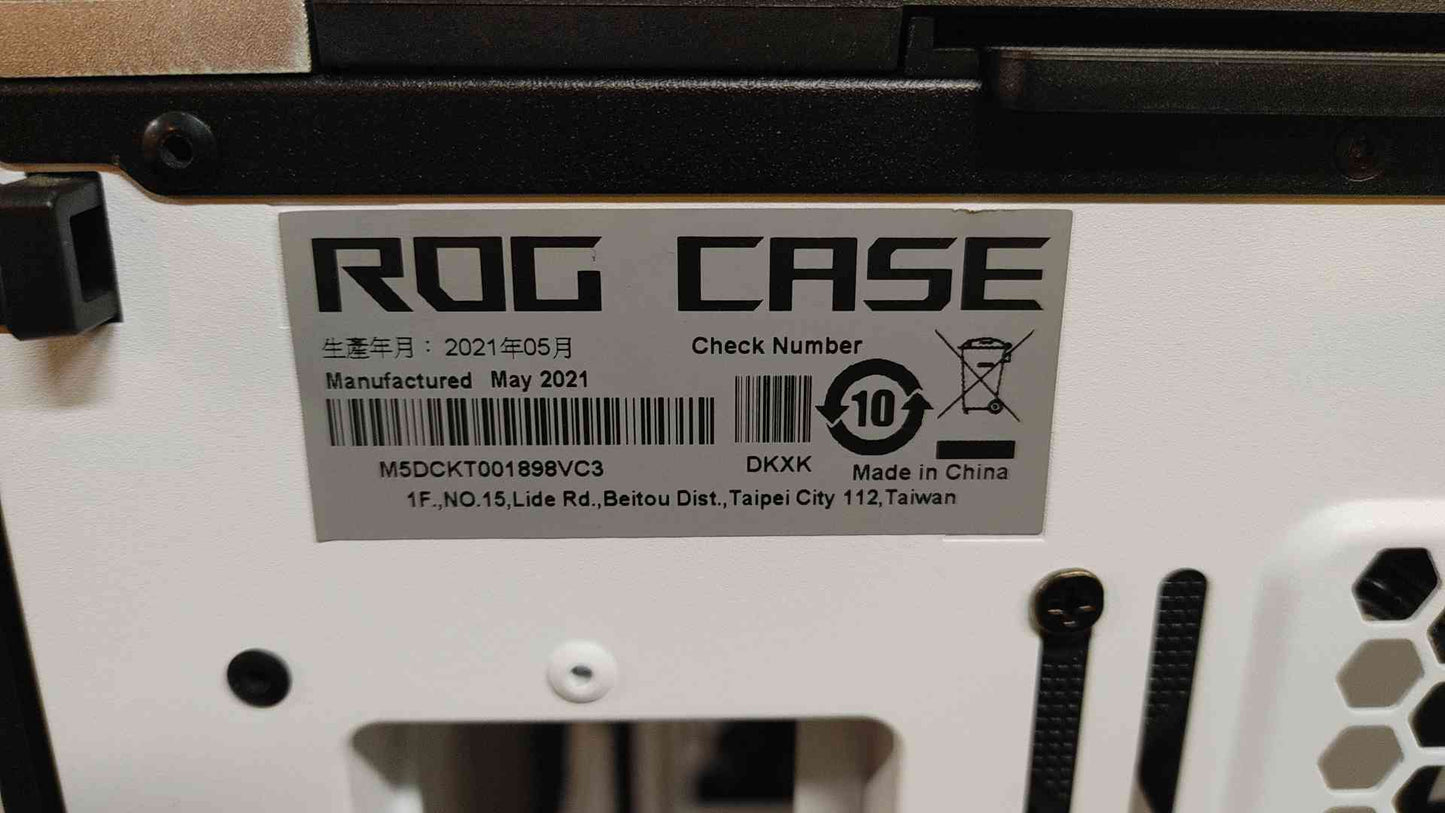 ROG CASE
生產年月： 2021年05月
Check Number
Manufactured May 2021
10
M5DCKT001898VC3
DKXK
Made in China
1F.,NO.15,Lide Rd.,Beitou Dist.,Taipei City 112,Taiwan